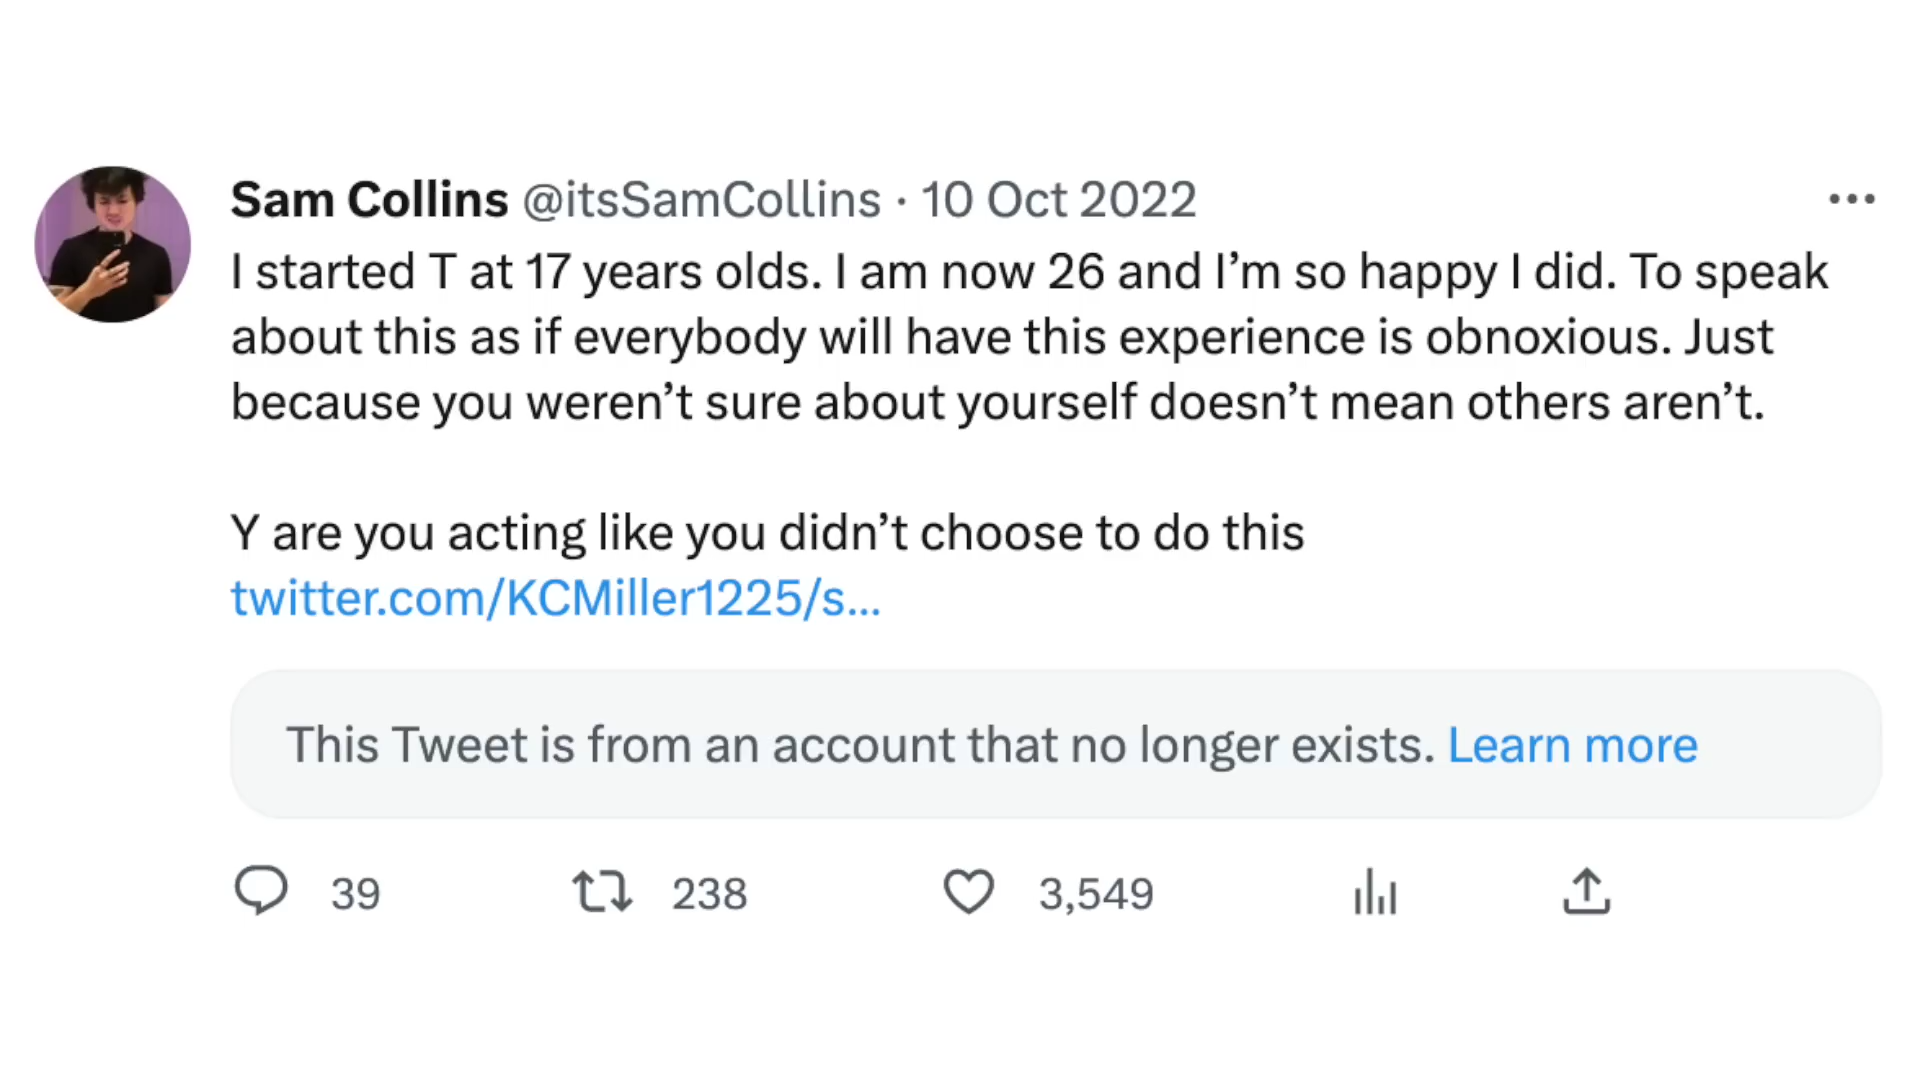 Sam Collins @itsSamCollins · 10 Oct 2022
I started T at 17 years olds. I am now 26 and I’m so happy I did. To speak
about this as if everybody will have this experience is obnoxious. Just
because you weren’t sure about yourself doesn’t mean others aren’t.
Y are you acting like you didn’t choose to do this
twitter.com/KCMiller1225/s...
This Tweet is from an account that no longer exists. Learn more
39 238 3,549